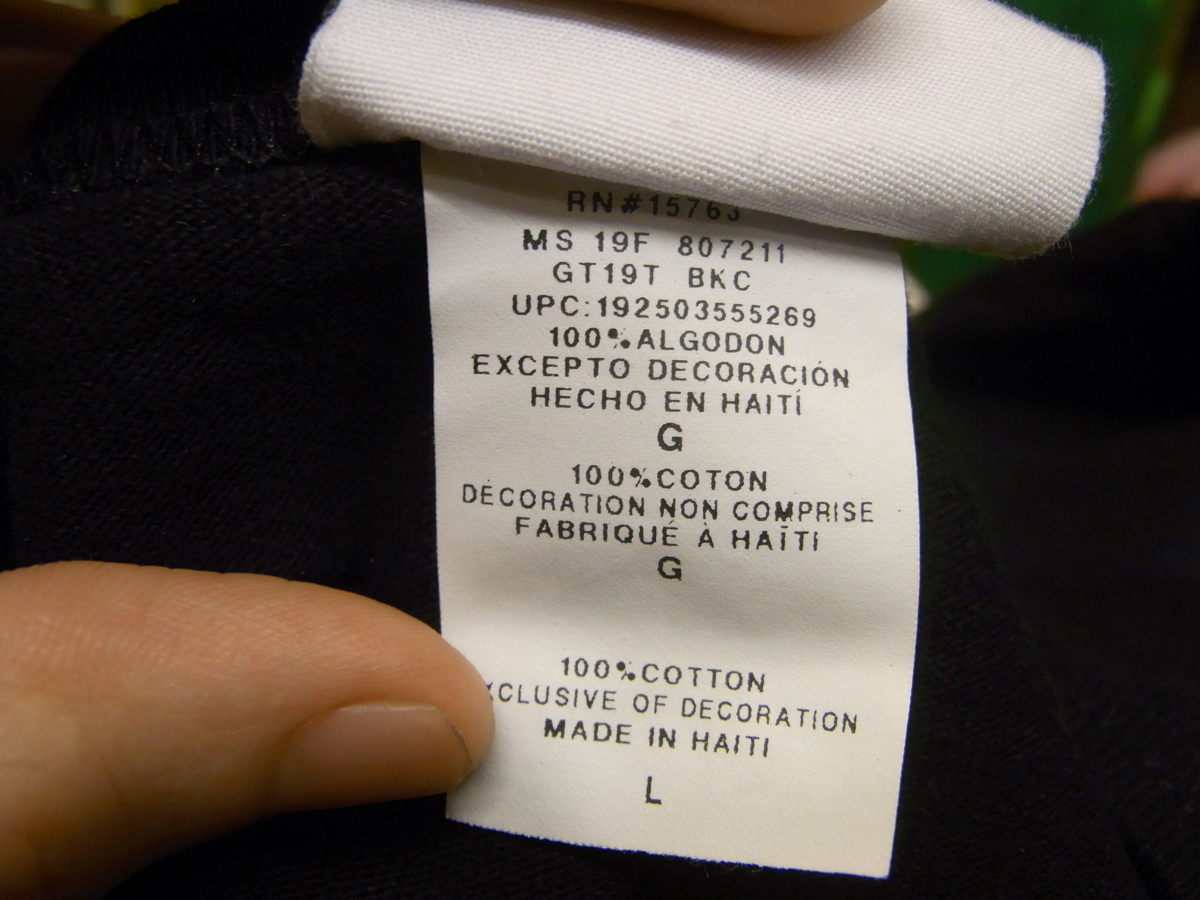 RN#15763
MS 19F 807211
GT19T BKC
UPC:192503555269
100%ALGODON
EXCEPTO DECORACIÓN
HECHO EN HAITÍ
G
100%COTON
DÉCORATION NON COMPRISE
FABRIQUÉ À HAÏTI
G
100%COTTON
XCLUSIVE OF DECORATION
MADE IN HAITI
L